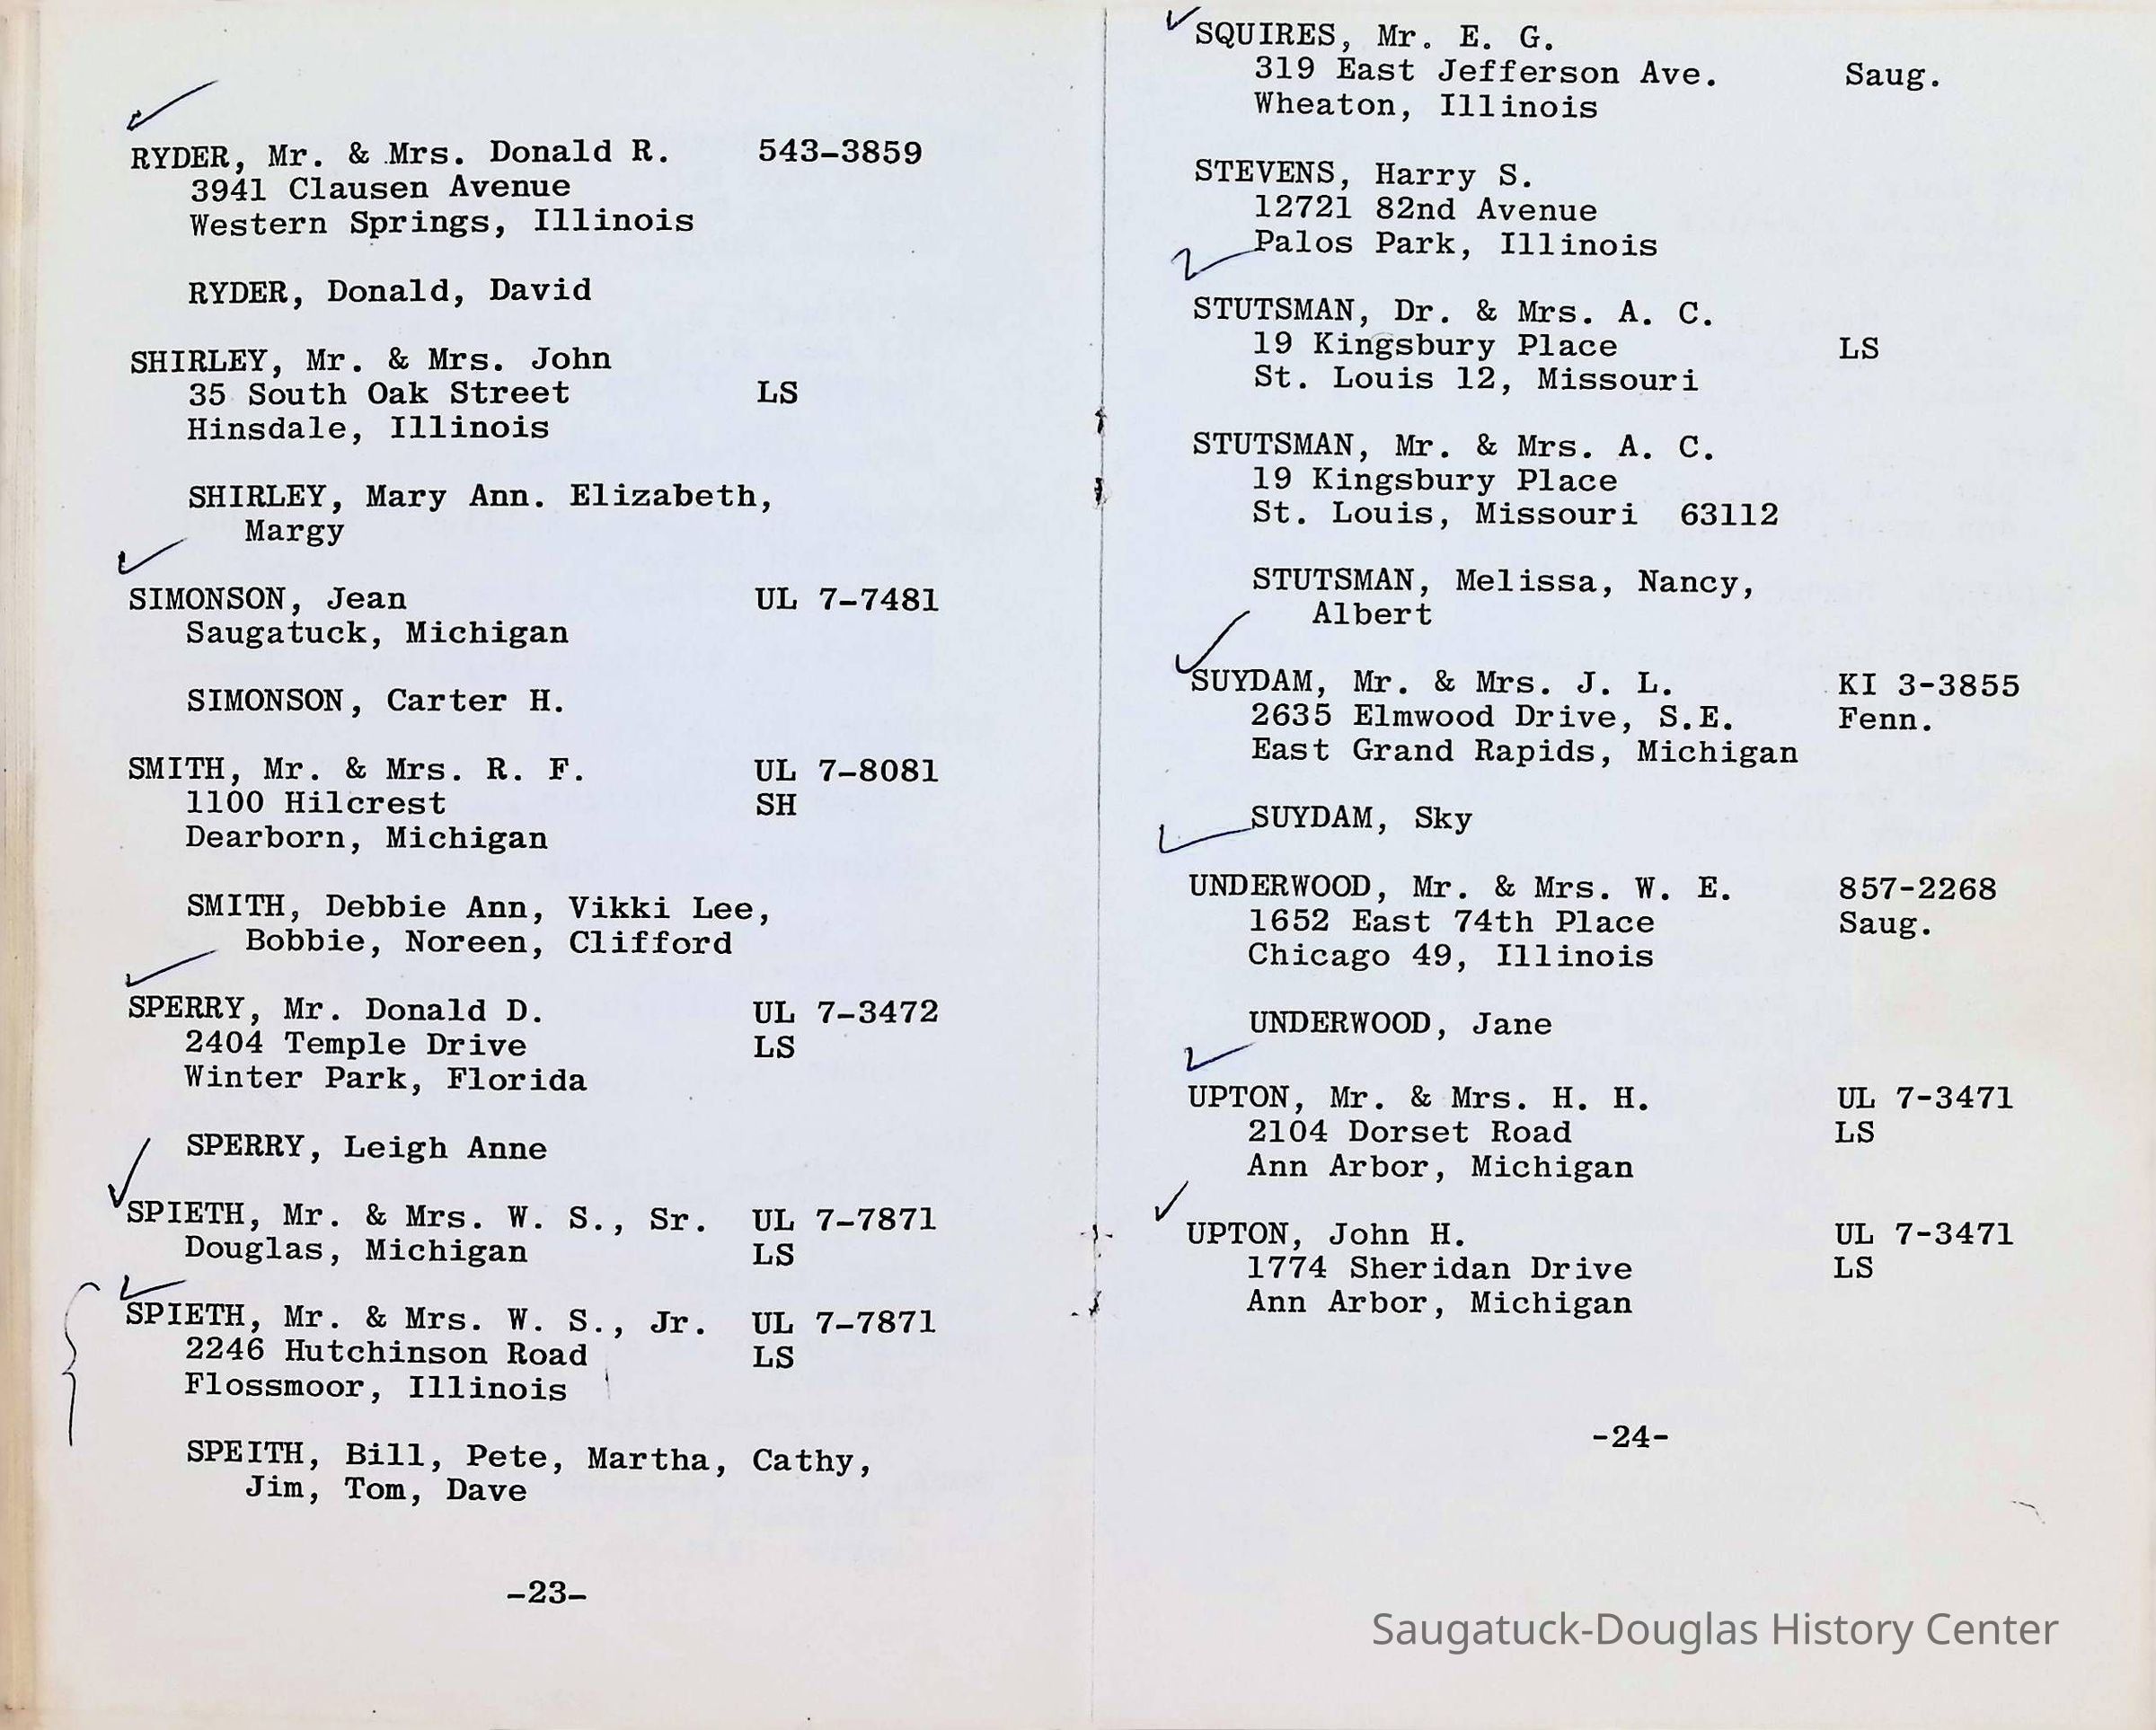 RYDER, Mr. & Mrs. Donald R. 543-3859
3941 Clausen Avenue
Western Springs, Illinois
RYDER, Donald, David
SHIRLEY, Mr. & Mrs. John
35 South Oak Street LS
Hinsdale, Illinois
SHIRLEY, Mary Ann. Elizabeth,
Margy
SIMONSON, Jean UL 7-7481
Saugatuck, Michigan
SIMONSON, Carter H.
SMITH, Mr. & Mrs. R. F. UL 7-8081
1100 Hilcrest SH
Dearborn, Michigan
SMITH, Debbie Ann, Vikki Lee,
Bobbie, Noreen, Clifford
SPERRY, Mr. Donald D. UL 7-3472
2404 Temple Drive LS
Winter Park, Florida
SPERRY, Leigh Anne
SPIETH, Mr. & Mrs. W. S., Sr. UL 7-7871
Douglas, Michigan LS
SPIETH, Mr. & Mrs. W. S., Jr. UL 7-7871
2246 Hutchinson Road LS
Flossmoor, Illinois
SPEITH, Bill, Pete, Martha, Cathy,
Jim, Tom, Dave
-23-
SQUIRES, Mr. E. G.
319 East Jefferson Ave. Saug.
Wheaton, Illinois
STEVENS, Harry S.
12721 82nd Avenue
Palos Park, Illinois
STUTSMAN, Dr. & Mrs. A. C.
19 Kingsbury Place LS
St. Louis 12, Missouri
STUTSMAN, Mr. & Mrs. A. C.
19 Kingsbury Place
St. Louis, Missouri 63112
STUTSMAN, Melissa, Nancy,
Albert
SUYDAM, Mr. & Mrs. J. L. KI 3-3855
2635 Elmwood Drive, S.E. Fenn.
East Grand Rapids, Michigan
SUYDAM, Sky
UNDERWOOD, Mr. & Mrs. W. E. 857-2268
1652 East 74th Place Saug.
Chicago 49, Illinois
UNDERWOOD, Jane
UPTON, Mr. & Mrs. H. H. UL 7-3471
2104 Dorset Road LS
Ann Arbor, Michigan
UPTON, John H. UL 7-3471
1774 Sheridan Drive LS
Ann Arbor, Michigan
-24-
Saugatuck-Douglas History Center